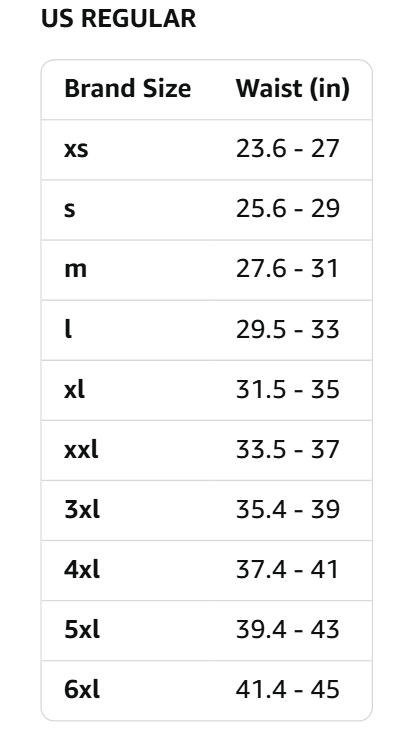 US REGULAR
Brand Size Waist (in)
xs 23.6 - 27
s 25.6 - 29
m 27.6 - 31
l 29.5 - 33
xl 31.5 - 35
xxl 33.5 - 37
3xl 35.4 - 39
4xl 37.4 - 41
5xl 39.4 - 43
6xl 41.4 - 45